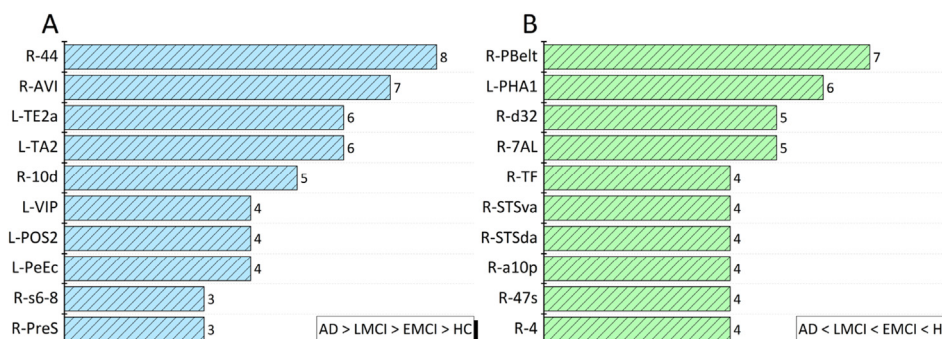 A
R-44 8
R-AVI 7
L-TE2a 6
L-TA2 6
R-10d 5
L-VIP 4
L-POS2 4
L-PeEc 4
R-s6-8 3
R-PreS 3
AD > LMCI > EMCI > HC
B
R-PBelt 7
L-PHA1 6
R-d32 5
R-7AL 5
R-TF 4
R-STSva 4
R-STSda 4
R-a10p 4
R-47s 4
R-4 4
AD < LMCI < EMCI < H